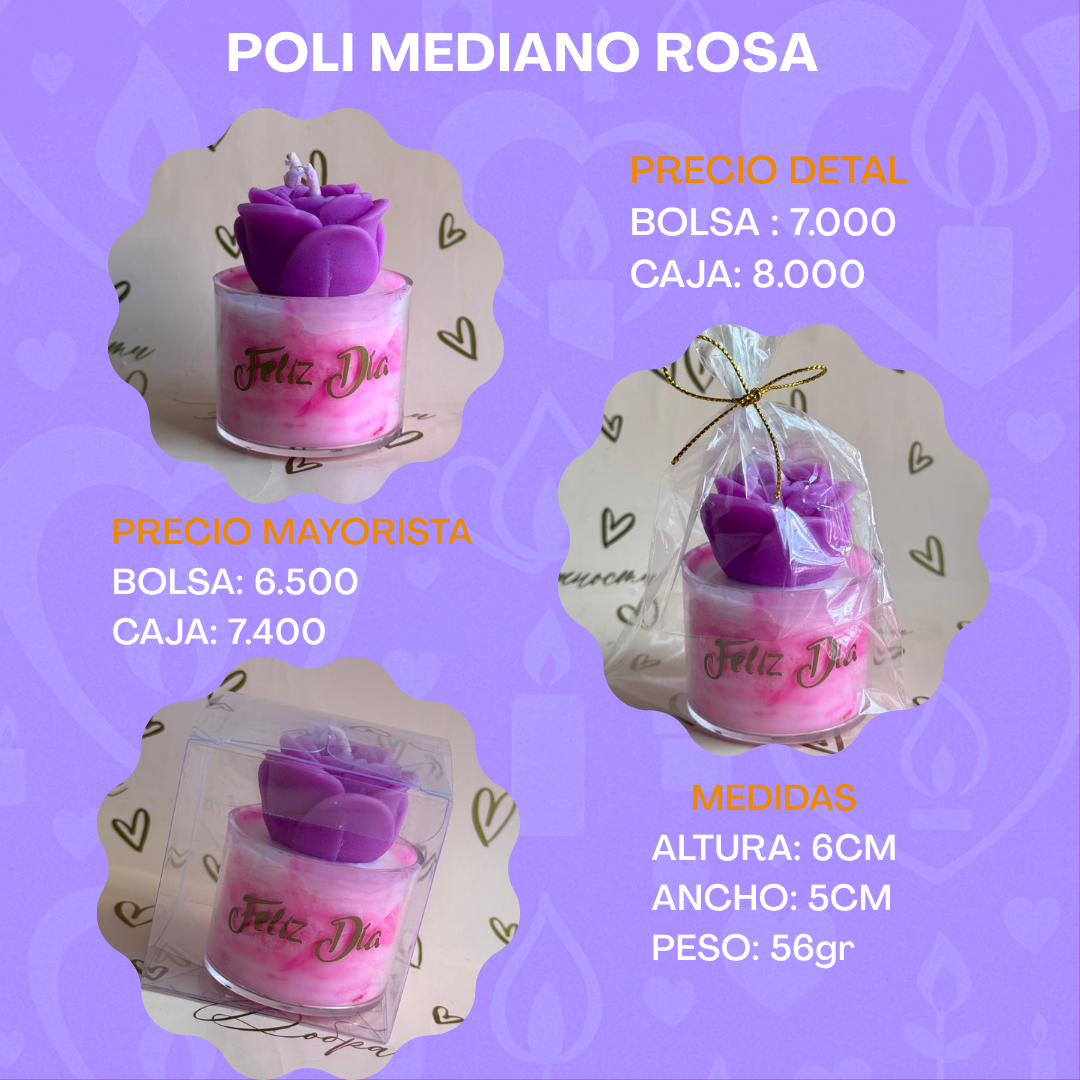 POLI MEDIANO ROSA
PRECIO DETAL
BOLSA : 7.000
CAJA: 8.000
Feliz Día
PRECIO MAYORISTA
BOLSA: 6.500
CAJA: 7.400
Feliz Día
Feliz Día
MEDIDAS
ALTURA: 6CM
ANCHO: 5CM
PESO: 56gr